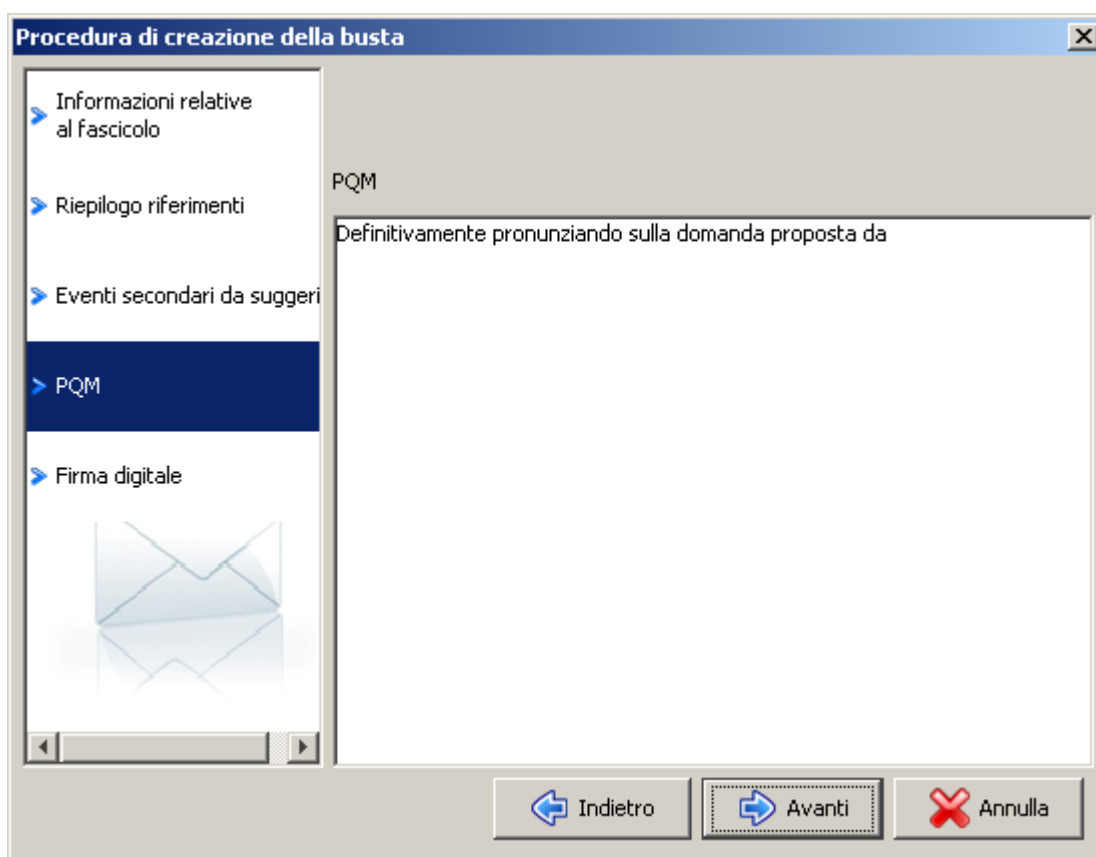 Procedura di creazione della busta
Informazioni relative
al fascicolo
Riepilogo riferimenti
Eventi secondari da suggeri
PQM
Firma digitale
PQM
Definitivamente pronunziando sulla domanda proposta da
Indietro
Avanti
Annulla